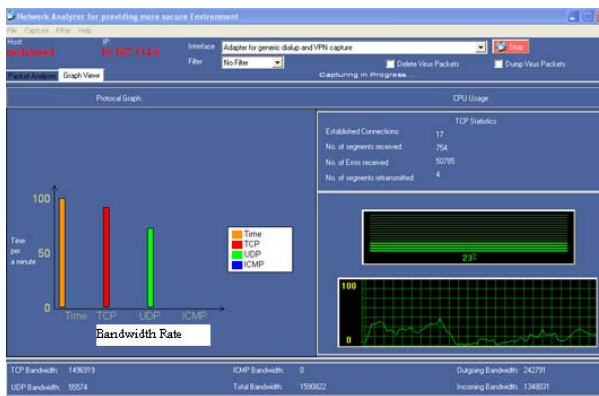 Network Analyzer for providing more secure Environment
File Capture Filter Help
Host
IP:
Interface
Adapter for generic dialup and VPN capture
Stop
Filter
No Filter
Delete Virus Packets
Dump Virus Packets
Packet Analyzer
Graph Viewer
Capturing in Progress...
Protocal Graph
CPU Usage
TCP Statistics
Established Connections: 17
No. of segments received: 754
No. of Erros received 50785
No. of segments retransmitted: 4
100
Time
per
a minute
50
0
Time TCP UDP ICMP
Bandwidth Rate
Time
TCP
UDP
ICMP
23%
100
0
TCP Bandwidth: 1496919
ICMP Bandwidth: 0
Outgoing Bandwidth: 242791
UDP Bandwidth: 55574
Total Bandwidth: 1590822
Incoming Bandwidth: 1348031